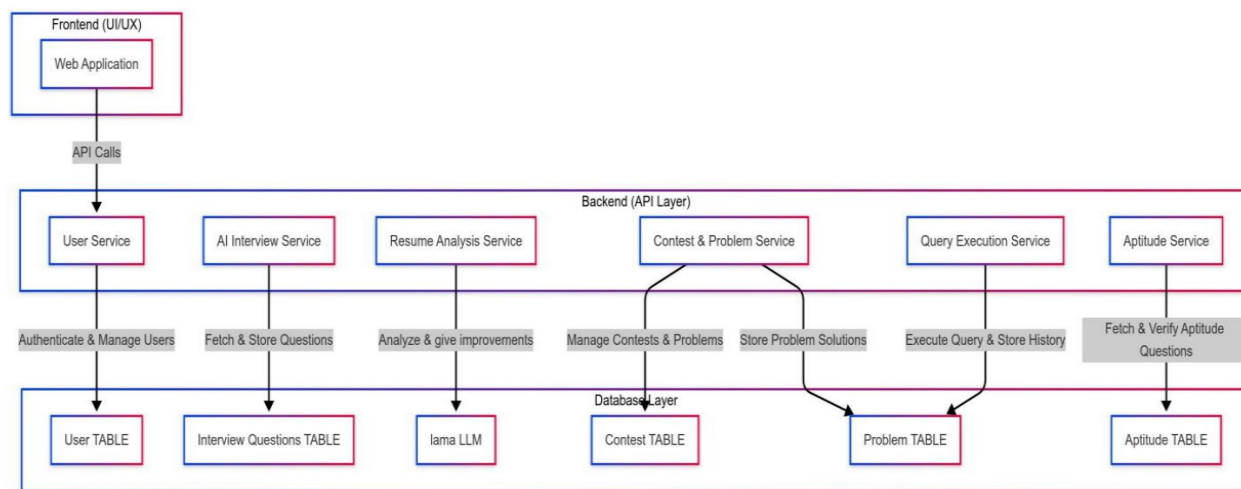 Frontend (UI/UX)
Web Application
API Calls
Backend (API Layer)
User Service
AI Interview Service
Resume Analysis Service
Contest & Problem Service
Query Execution Service
Aptitude Service
Authenticate & Manage Users
Fetch & Store Questions
Analyze & give improvements
Manage Contests & Problems
Store Problem Solutions
Execute Query & Store History
Fetch & Verify Aptitude
Questions
Database Layer
User TABLE
Interview Questions TABLE
lama LLM
Contest TABLE
Problem TABLE
Aptitude TABLE